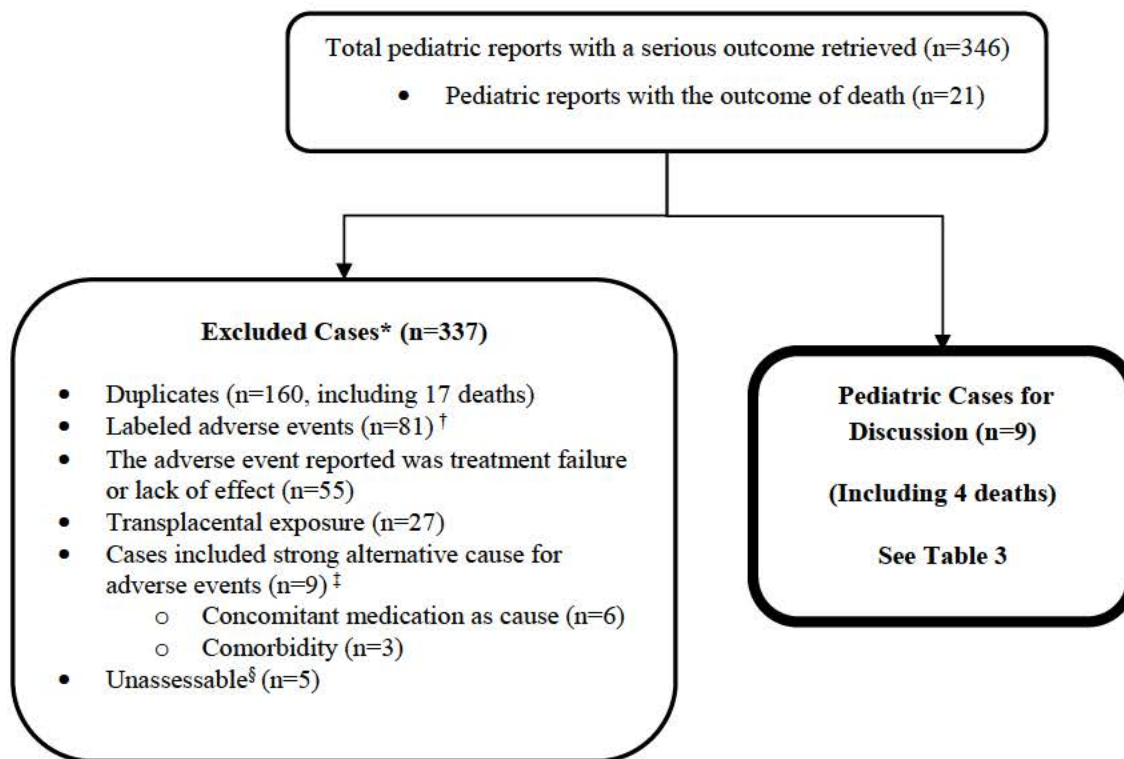 Total pediatric reports with a serious outcome retrieved (n=346)
• Pediatric reports with the outcome of death (n=21)
Excluded Cases* (n=337)
• Duplicates (n=160, including 17 deaths)
• Labeled adverse events (n=81) †
• The adverse event reported was treatment failure
or lack of effect (n=55)
• Transplacental exposure (n=27)
• Cases included strong alternative cause for
adverse events (n=9) ‡
o Concomitant medication as cause (n=6)
o Comorbidity (n=3)
• Unassessable§ (n=5)
Pediatric Cases for
Discussion (n=9)
(Including 4 deaths)
See Table 3